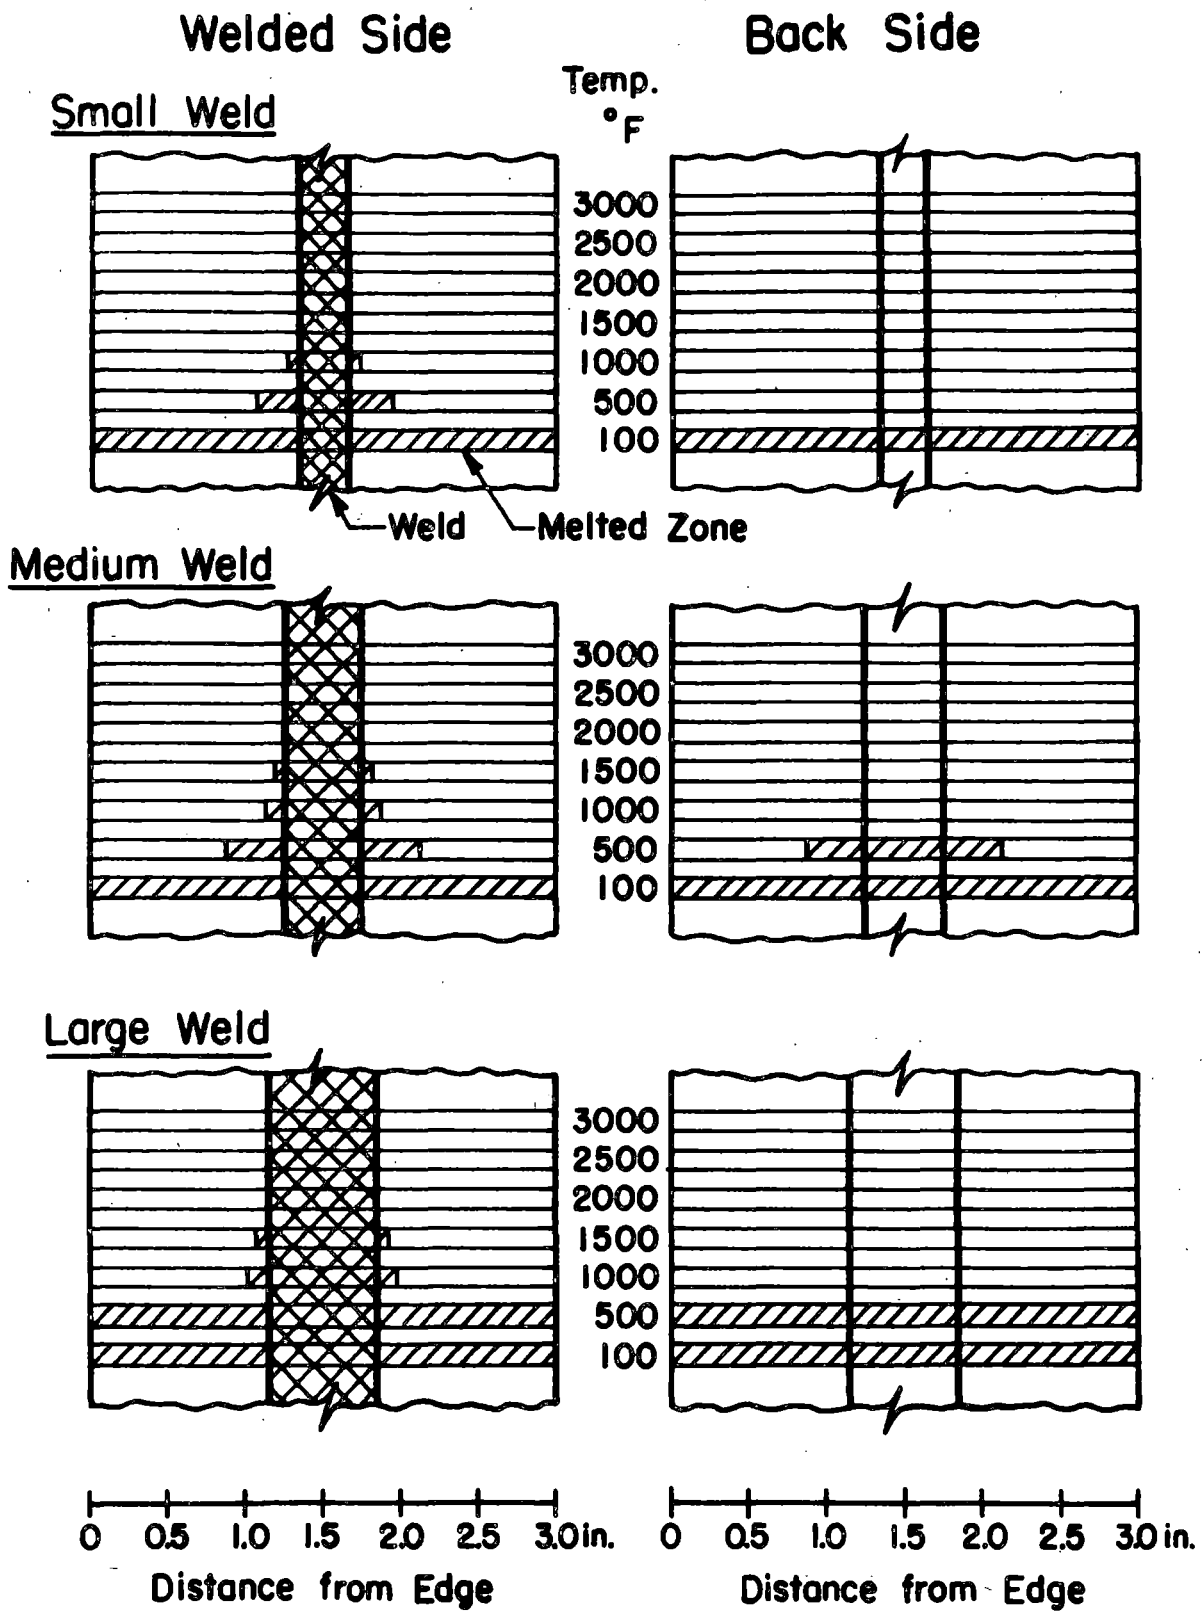 Welded Side
Back Side
Temp.
°F
Small Weld
3000
2500
2000
1500
1000
500
100
Weld
Melted Zone
Medium Weld
3000
2500
2000
1500
1000
500
100
Large Weld
3000
2500
2000
1500
1000
500
100
0 0.5 1.0 1.5 2.0 2.5 3.0 in.
0 0.5 1.0 1.5 2.0 2.5 3.0 in.
Distance from Edge
Distance from Edge